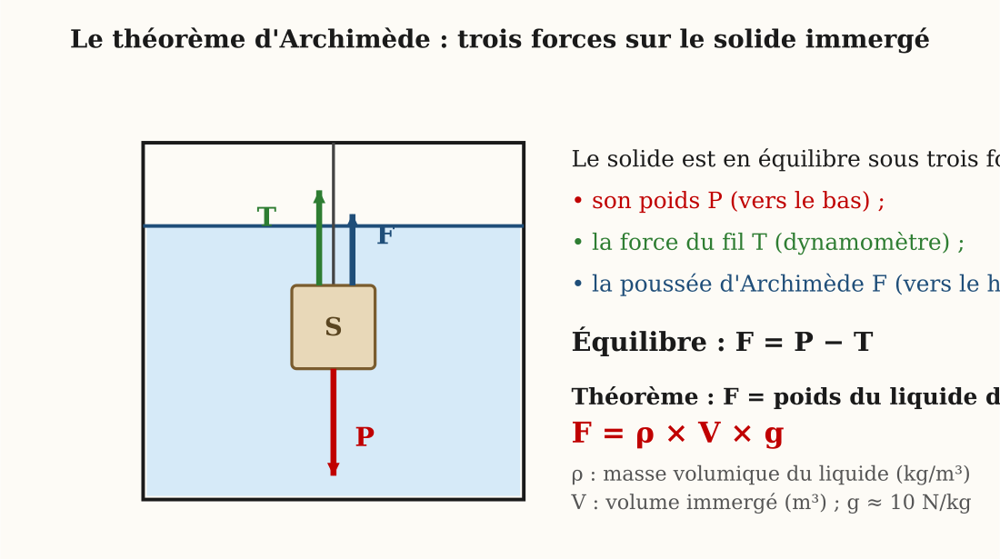 Le théorème d'Archimède : trois forces sur le solide immergé
T
F
S
P
Le solide est en équilibre sous trois
• son poids P (vers le bas) ;
• la force du fil T (dynamomètre) ;
• la poussée d'Archimède F (vers le
Équilibre : F = P − T
Théorème : F = poids du liquide
F = ρ × V × g
ρ : masse volumique du liquide (kg/m³)
V : volume immergé (m³) ; g ≈ 10 N/kg